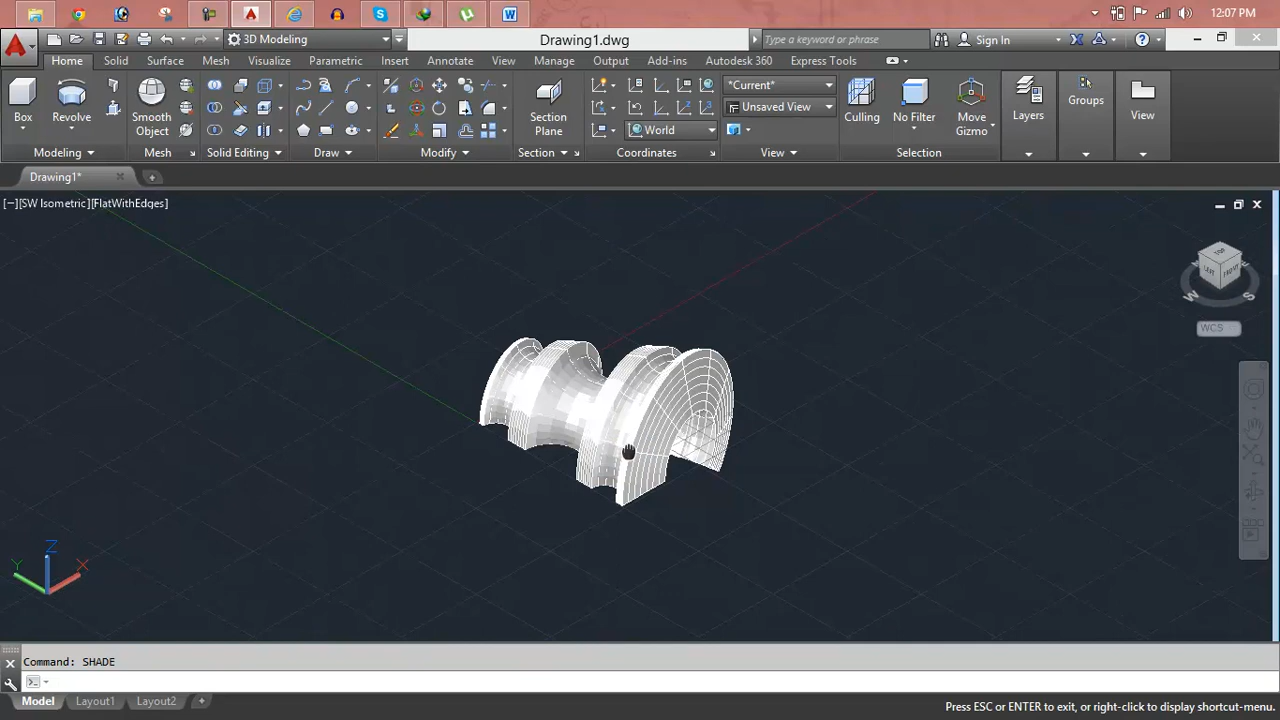 12:07 PM
3D Modeling
Drawing1.dwg
Type a keyword or phrase
Sign In
Home Solid Surface Mesh Visualize Parametric Insert Annotate View Manage Output Add-ins Autodesk 360 Express Tools
Box
Revolve
Smooth
Object
Section
Plane
*Current*
Unsaved View
World
Culling
No Filter
Move
Gizmo
Layers
Groups
View
Modeling Mesh Solid Editing Draw Modify Section Coordinates View Selection
Drawing1*
[−][SW Isometric][FlatWithEdges]
TOP
LEFT
FRONT
W
S
WCS
Z
Y
X
Command: SHADE
Model Layout1 Layout2
Press ESC or ENTER to exit, or right-click to display shortcut-menu.